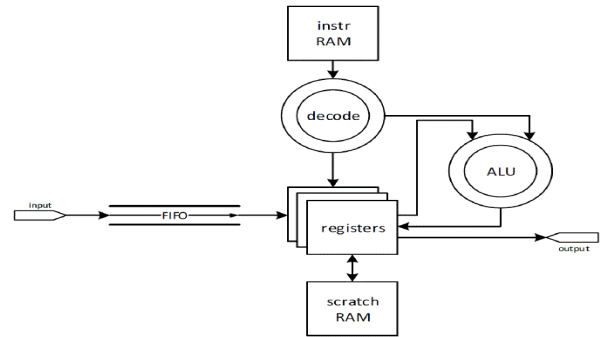 instr
RAM
decode
ALU
input
FIFO
registers
output
scratch
RAM